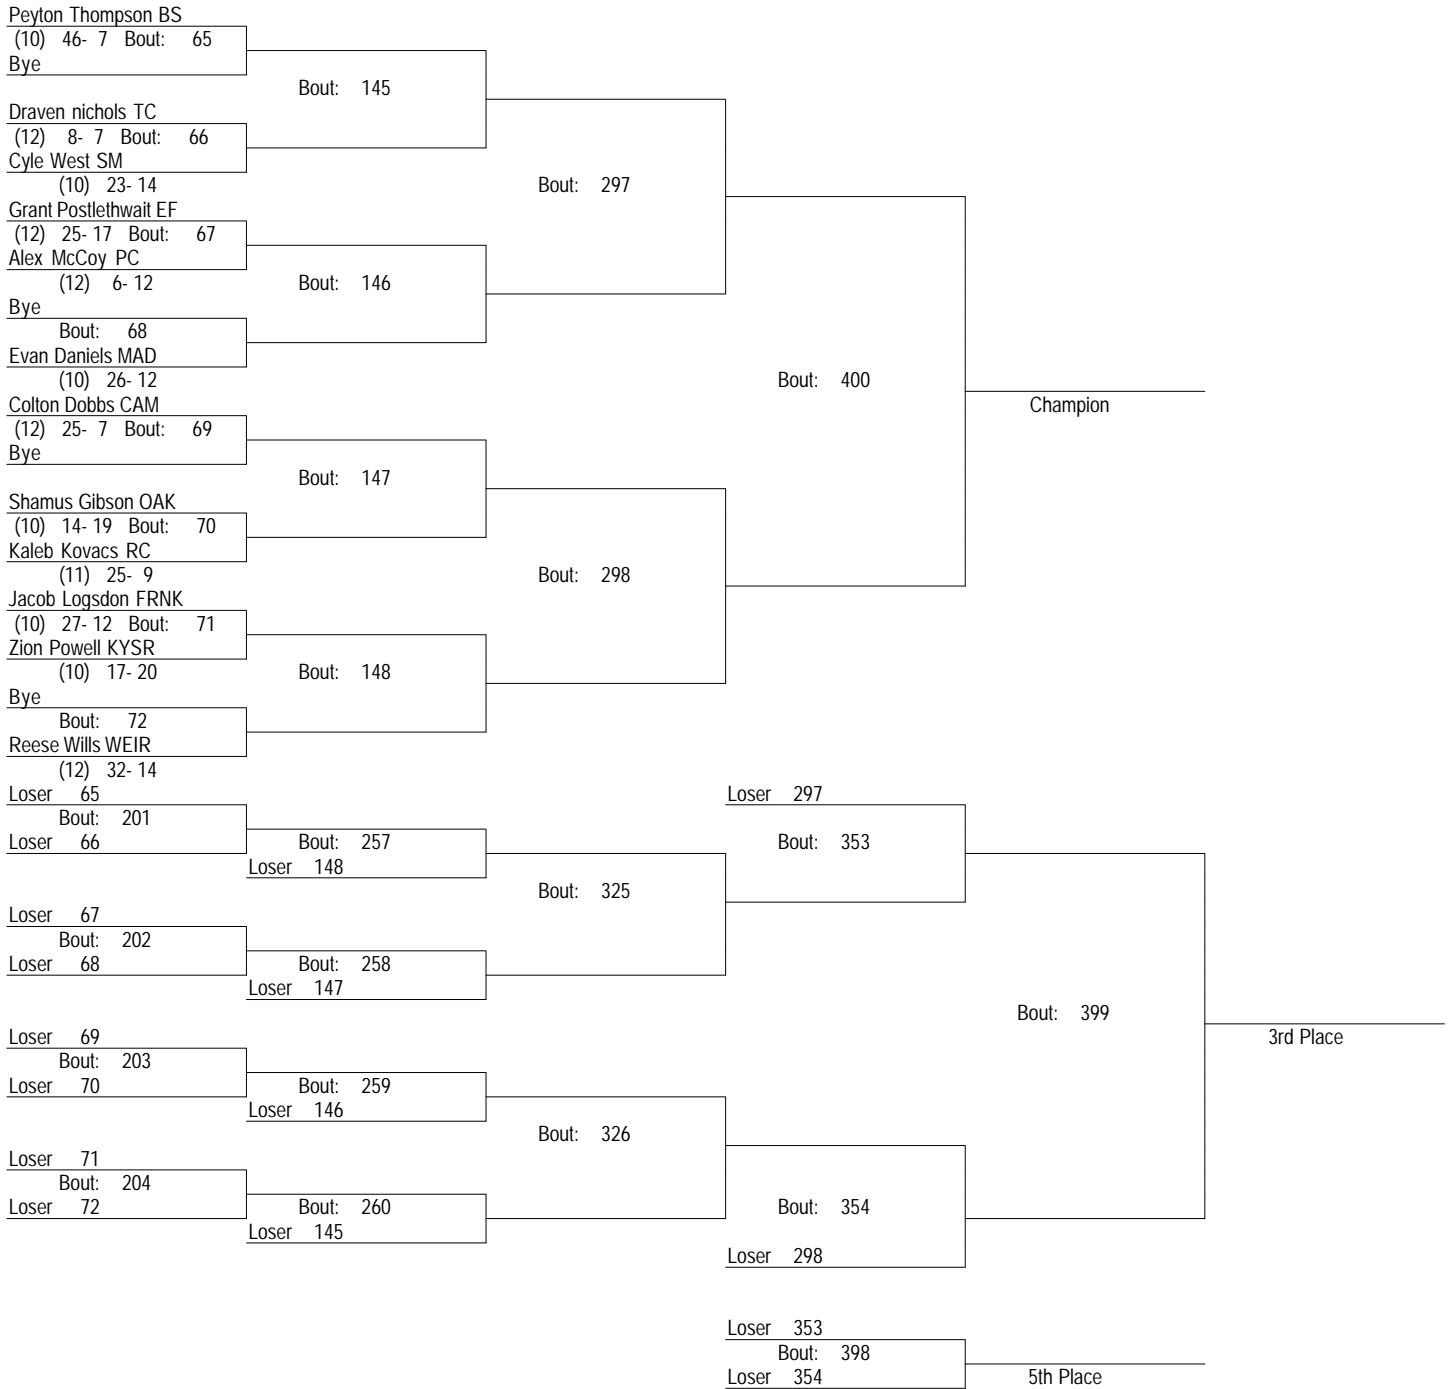 Peyton Thompson BS
(10) 46- 7 Bout: 65
Bye
Bout: 145
Draven nichols TC
(12) 8- 7 Bout: 66
Cyle West SM
(10) 23- 14
Bout: 297
Grant Postlethwait EF
(12) 25- 17 Bout: 67
Alex McCoy PC
(12) 6- 12
Bout: 146
Bye
Bout: 68
Evan Daniels MAD
(10) 26- 12
Bout: 400
Colton Dobbs CAM
Champion
(12) 25- 7 Bout: 69
Bye
Bout: 147
Shamus Gibson OAK
(10) 14- 19 Bout: 70
Kaleb Kovacs RC
(11) 25- 9
Bout: 298
Jacob Logsdon FRNK
(10) 27- 12 Bout: 71
Zion Powell KYSR
(10) 17- 20
Bout: 148
Bye
Bout: 72
Reese Wills WEIR
(12) 32- 14
Loser 65
Loser 297
Bout: 201
Loser 66
Bout: 257
Bout: 353
Loser 148
Bout: 325
Loser 67
Bout: 202
Loser 68
Bout: 258
Loser 147
Bout: 399
Loser 69
3rd Place
Bout: 203
Loser 70
Bout: 259
Loser 146
Bout: 326
Loser 71
Bout: 204
Loser 72
Bout: 260
Bout: 354
Loser 145
Loser 298
Loser 353
Bout: 398
Loser 354
5th Place